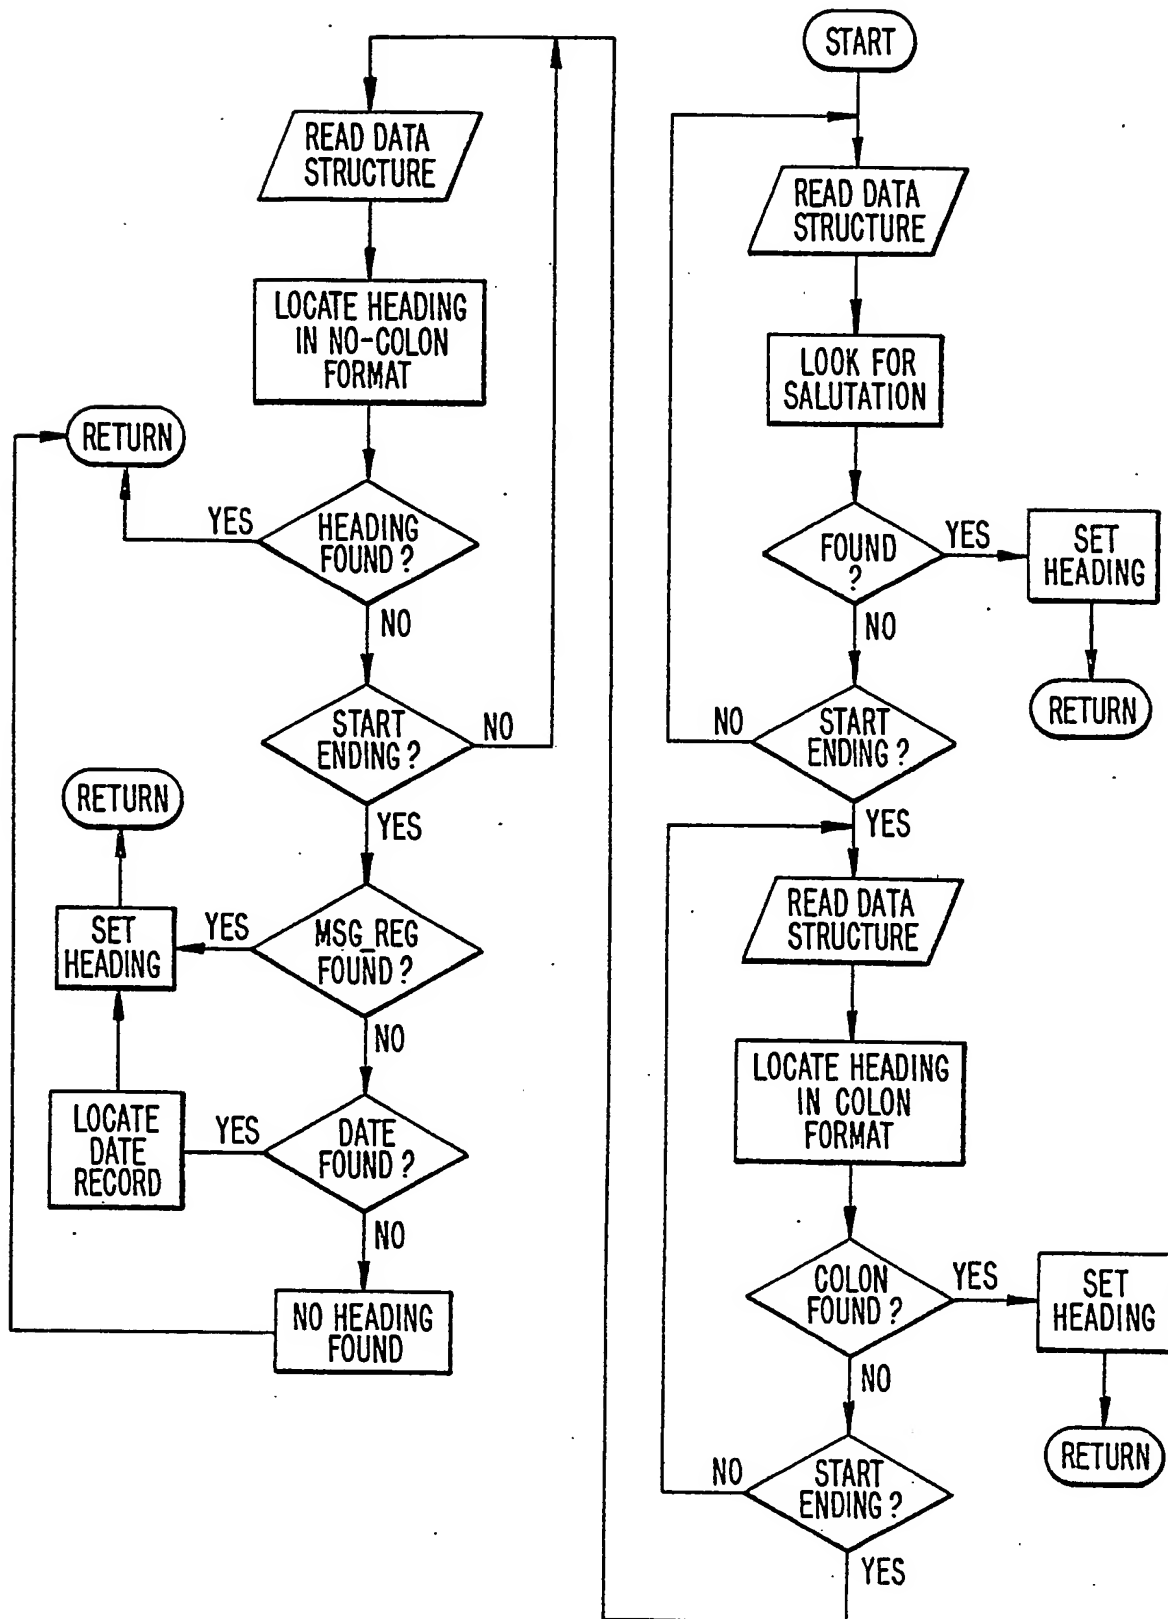 START
READ DATA
STRUCTURE
LOOK FOR
SALUTATION
FOUND
?
YES
SET
HEADING
RETURN
NO
START
ENDING ?
NO
YES
READ DATA
STRUCTURE
LOCATE HEADING
IN COLON
FORMAT
COLON
FOUND ?
YES
SET
HEADING
RETURN
NO
START
ENDING ?
NO
YES
READ DATA
STRUCTURE
LOCATE HEADING
IN NO-COLON
FORMAT
HEADING
FOUND ?
YES
RETURN
NO
START
ENDING ?
NO
YES
MSG_REG
FOUND ?
YES
SET
HEADING
RETURN
NO
DATE
FOUND ?
YES
LOCATE
DATE
RECORD
NO
NO HEADING
FOUND